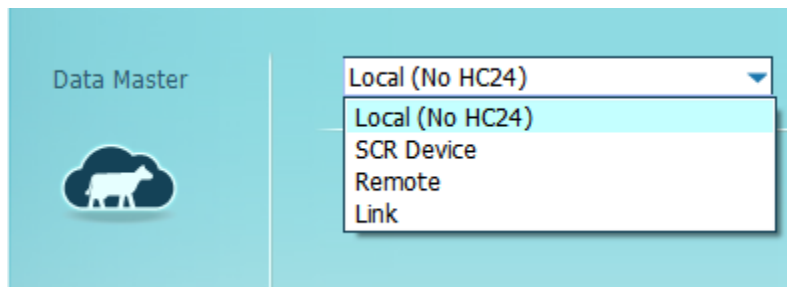 Data Master
Local (No HC24)
Local (No HC24)
SCR Device
Remote
Link